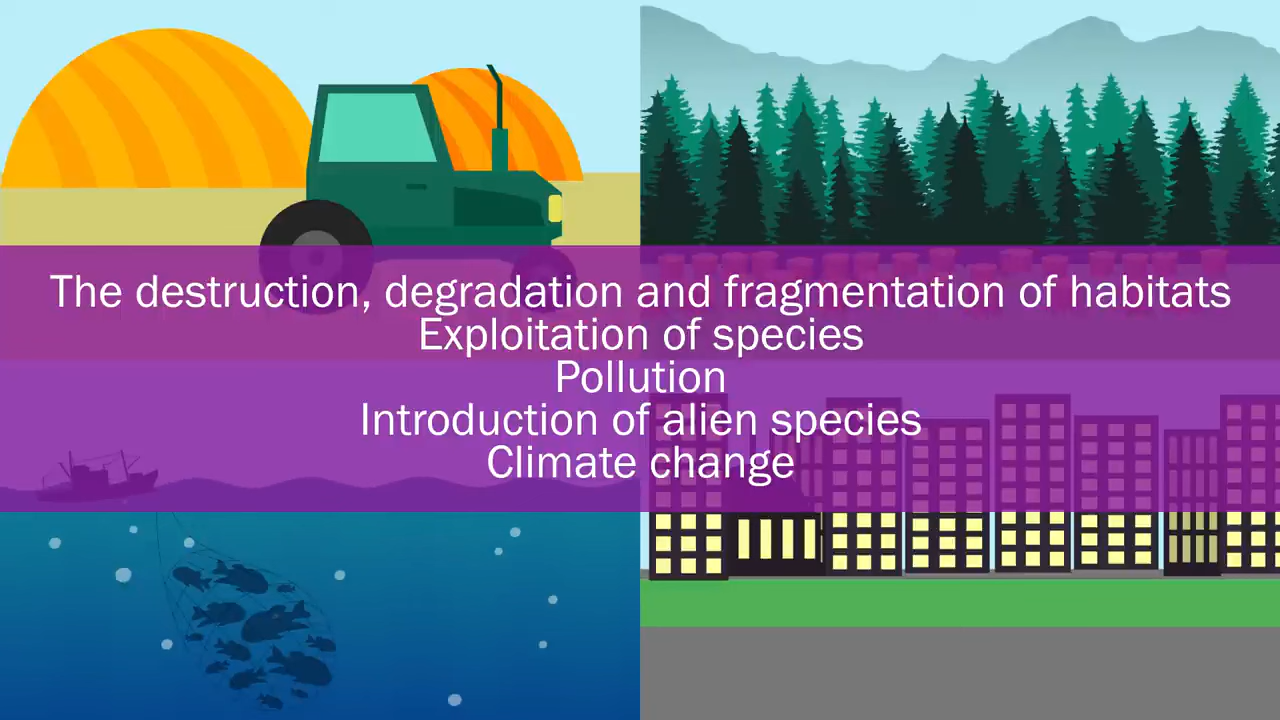 The destruction, degradation and fragmentation of habitats
Exploitation of species
Pollution
Introduction of alien species
Climate change